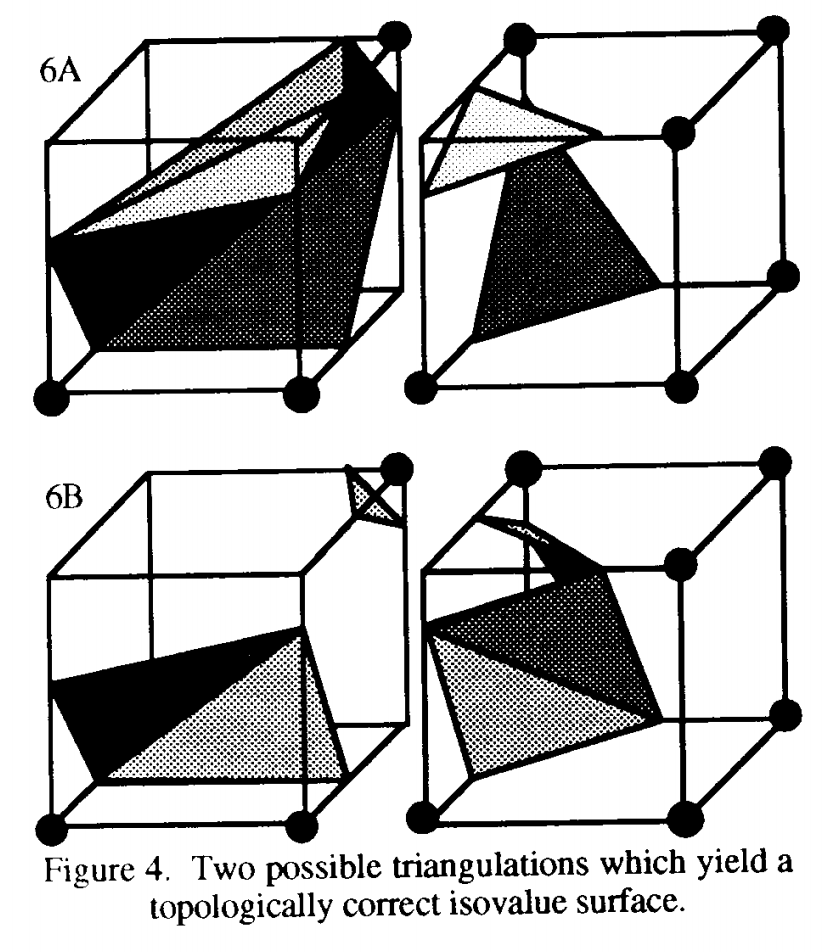 6A
6B
Figure 4. Two possible triangulations which yield a
topologically correct isovalue surface.